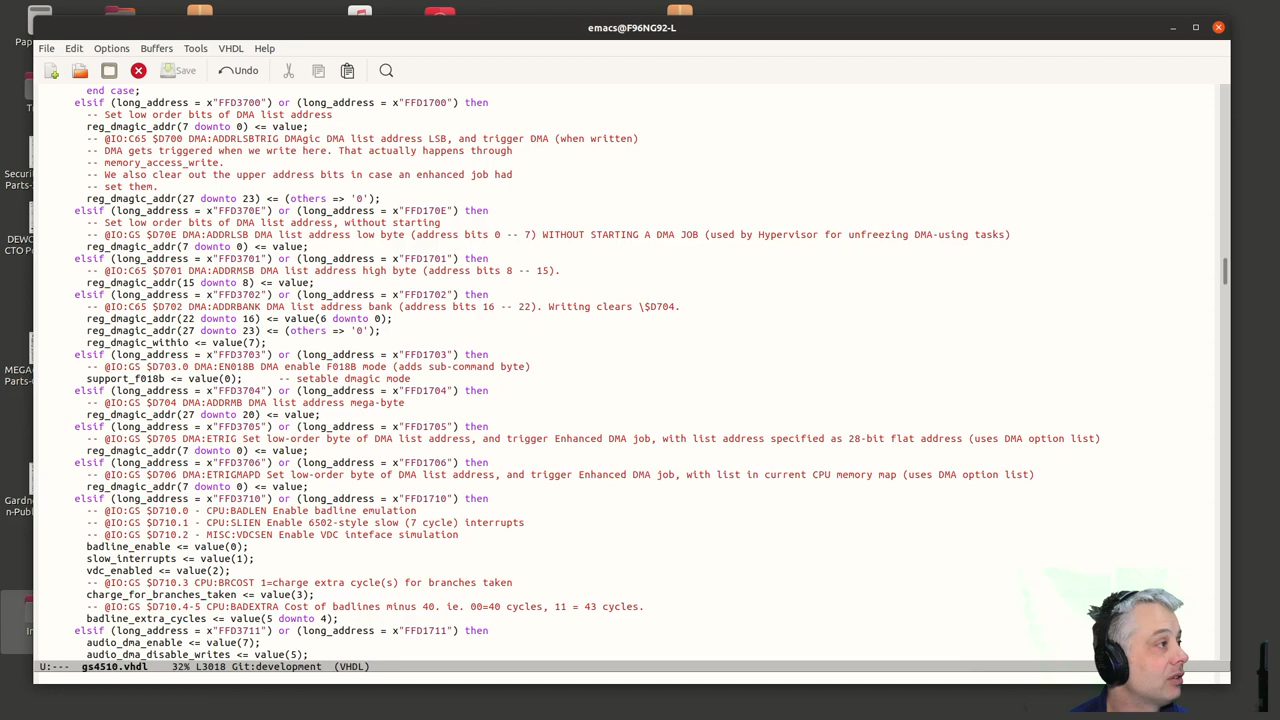 emacs@F96NG92-L
File Edit Options Buffers Tools VHDL Help
Save Undo
end case;
elsif (long_address = x"FFD3700") or (long_address = x"FFD1700") then
-- Set low order bits of DMA list address
reg_dmagic_addr(7 downto 0) <= value;
-- @IO:C65 $D700 DMA:ADDRLSBTRIG DMAgic DMA list address LSB, and trigger DMA (when written)
-- DMA gets triggered when we write here. That actually happens through
-- memory_access_write.
-- We also clear out the upper address bits in case an enhanced job had
-- set them.
reg_dmagic_addr(27 downto 23) <= (others => '0');
elsif (long_address = x"FFD370E") or (long_address = x"FFD170E") then
-- Set low order bits of DMA list address, without starting
-- @IO:GS $D70E DMA:ADDRLSB DMA list address low byte (address bits 0 -- 7) WITHOUT STARTING A DMA JOB (used by Hypervisor for unfreezing DMA-using tasks)
reg_dmagic_addr(7 downto 0) <= value;
elsif (long_address = x"FFD3701") or (long_address = x"FFD1701") then
-- @IO:C65 $D701 DMA:ADDRMSB DMA list address high byte (address bits 8 -- 15).
reg_dmagic_addr(15 downto 8) <= value;
elsif (long_address = x"FFD3702") or (long_address = x"FFD1702") then
-- @IO:C65 $D702 DMA:ADDRBANK DMA list address bank (address bits 16 -- 22). Writing clears \$D704.
reg_dmagic_addr(22 downto 16) <= value(6 downto 0);
reg_dmagic_addr(27 downto 23) <= (others => '0');
reg_dmagic_withio <= value(7);
elsif (long_address = x"FFD3703") or (long_address = x"FFD1703") then
-- @IO:GS $D703.0 DMA:EN018B DMA enable F018B mode (adds sub-command byte)
support_f018b <= value(0);      -- setable dmagic mode
elsif (long_address = x"FFD3704") or (long_address = x"FFD1704") then
-- @IO:GS $D704 DMA:ADDRMB DMA list address mega-byte
reg_dmagic_addr(27 downto 20) <= value;
elsif (long_address = x"FFD3705") or (long_address = x"FFD1705") then
-- @IO:GS $D705 DMA:ETRIG Set low-order byte of DMA list address, and trigger Enhanced DMA job, with list address specified as 28-bit flat address (uses DMA option list)
reg_dmagic_addr(7 downto 0) <= value;
elsif (long_address = x"FFD3706") or (long_address = x"FFD1706") then
-- @IO:GS $D706 DMA:ETRIGMAPD Set low-order byte of DMA list address, and trigger Enhanced DMA job, with list in current CPU memory map (uses DMA option list)
reg_dmagic_addr(7 downto 0) <= value;
elsif (long_address = x"FFD3710") or (long_address = x"FFD1710") then
-- @IO:GS $D710.0 - CPU:BADLEN Enable badline emulation
-- @IO:GS $D710.1 - CPU:SLIEN Enable 6502-style slow (7 cycle) interrupts
-- @IO:GS $D710.2 - MISC:VDCSEN Enable VDC inteface simulation
badline_enable <= value(0);
slow_interrupts <= value(1);
vdc_enabled <= value(2);
-- @IO:GS $D710.3 CPU:BRCOST 1=charge extra cycle(s) for branches taken
charge_for_branches_taken <= value(3);
-- @IO:GS $D710.4-5 CPU:BADEXTRA Cost of badlines minus 40. ie. 00=40 cycles, 11 = 43 cycles.
badline_extra_cycles <= value(5 downto 4);
elsif (long_address = x"FFD3711") or (long_address = x"FFD1711") then
audio_dma_enable <= value(7);
audio_dma_disable_writes <= value(5);
U:--- gs4510.vhdl 32% L3018 Git:development (VHDL)